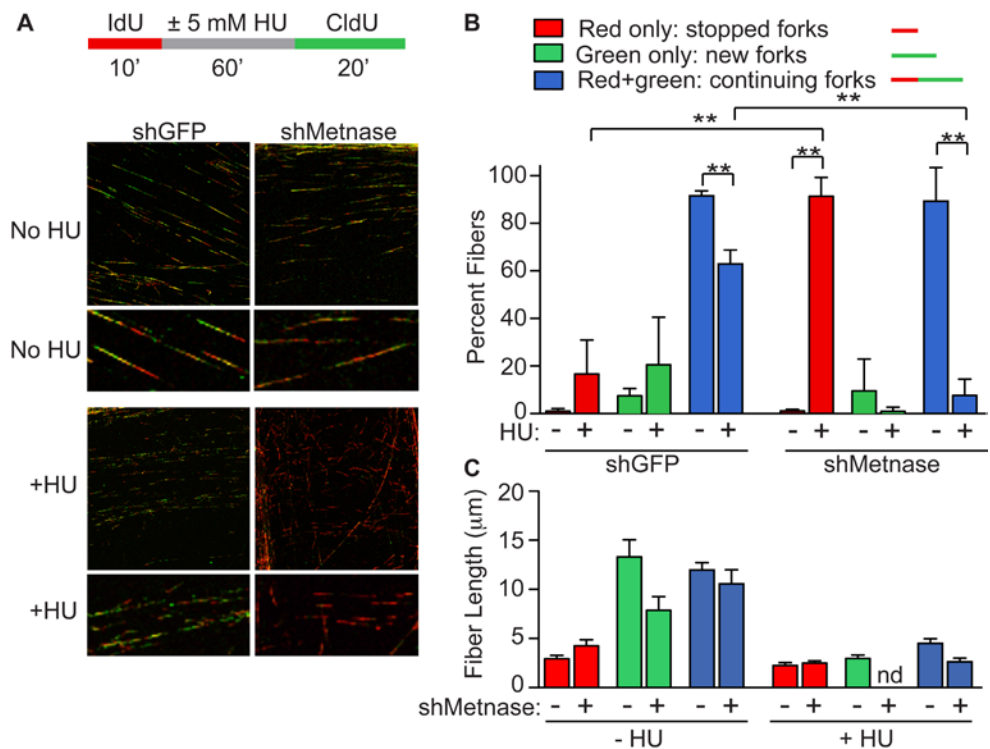 A
IdU ± 5 mM HU CldU
10’ 60’ 20’
shGFP shMetnase
No HU
No HU
+HU
+HU
B
Red only: stopped forks
Green only: new forks
Red+green: continuing forks
**
**
** ** **
Percent Fibers
100
80
60
40
20
0
HU: - + - + - + - + - + - +
shGFP shMetnase
C
Fiber Length (μm)
20
15
10
5
0
nd
shMetnase: - + - + - + - + - + - +
- HU + HU